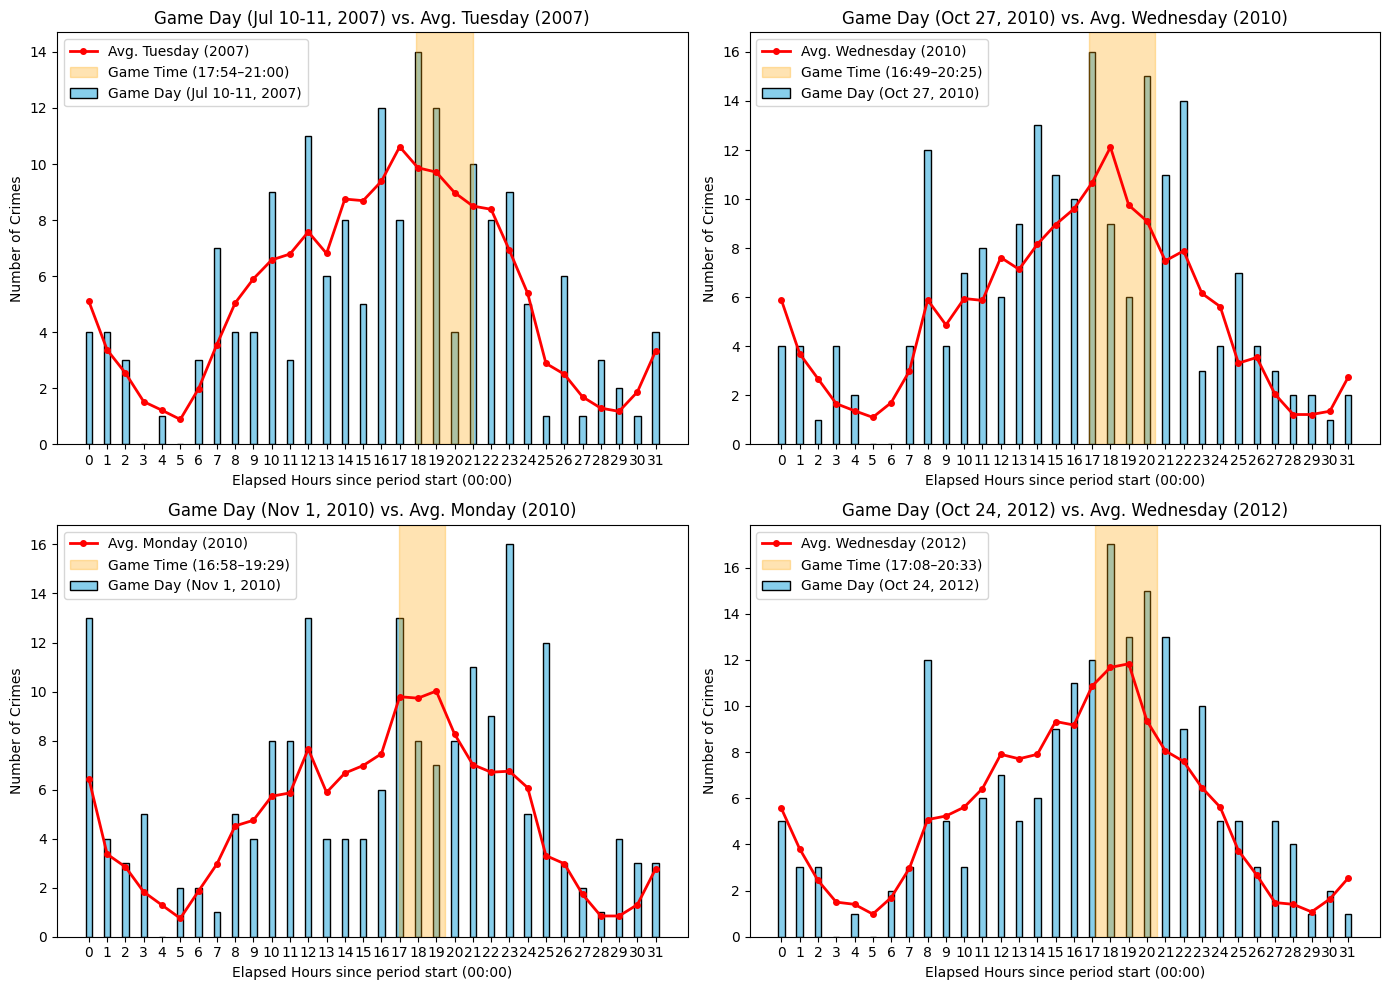 Game Day (Jul 10-11, 2007) vs. Avg. Tuesday (2007)
Avg. Tuesday (2007)
Game Time (17:54–21:00)
Game Day (Jul 10-11, 2007)
Number of Crimes
14
12
10
8
6
4
2
0
0 1 2 3 4 5 6 7 8 9 10 11 12 13 14 15 16 17 18 19 20 21 22 23 24 25 26 27 28 29 30 31
Elapsed Hours since period start (00:00)
Game Day (Oct 27, 2010) vs. Avg. Wednesday (2010)
Avg. Wednesday (2010)
Game Time (16:49–20:25)
Game Day (Oct 27, 2010)
Number of Crimes
16
14
12
10
8
6
4
2
0
0 1 2 3 4 5 6 7 8 9 10 11 12 13 14 15 16 17 18 19 20 21 22 23 24 25 26 27 28 29 30 31
Elapsed Hours since period start (00:00)
Game Day (Nov 1, 2010) vs. Avg. Monday (2010)
Avg. Monday (2010)
Game Time (16:58–19:29)
Game Day (Nov 1, 2010)
Number of Crimes
16
14
12
10
8
6
4
2
0
0 1 2 3 4 5 6 7 8 9 10 11 12 13 14 15 16 17 18 19 20 21 22 23 24 25 26 27 28 29 30 31
Elapsed Hours since period start (00:00)
Game Day (Oct 24, 2012) vs. Avg. Wednesday (2012)
Avg. Wednesday (2012)
Game Time (17:08–20:33)
Game Day (Oct 24, 2012)
Number of Crimes
16
14
12
10
8
6
4
2
0
0 1 2 3 4 5 6 7 8 9 10 11 12 13 14 15 16 17 18 19 20 21 22 23 24 25 26 27 28 29 30 31
Elapsed Hours since period start (00:00)